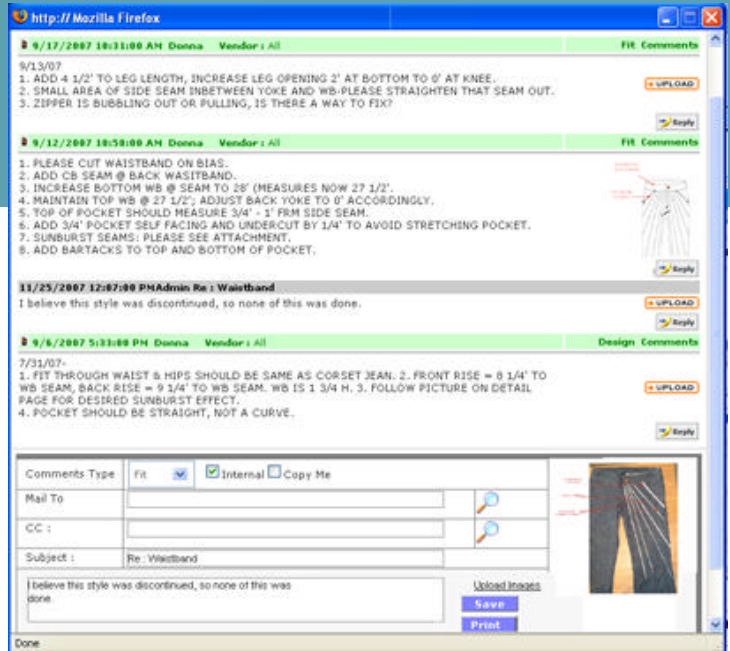 http:// Mozilla Firefox
9/17/2007 10:31:00 AM Donna Vendor : All Fit Comments
9/13/07
1. ADD 4 1/2' TO LEG LENGTH, INCREASE LEG OPENING 2' AT BOTTOM TO 0' AT KNEE.
2. SMALL AREA OF SIDE SEAM INBETWEEN YOKE AND WB-PLEASE STRAIGHTEN THAT SEAM OUT.
3. ZIPPER IS BUBBLING OUT OR PULLING, IS THERE A WAY TO FIX?
UPLOAD
Reply
9/12/2007 10:58:00 AM Donna Vendor : All Fit Comments
1. PLEASE CUT WAISTBAND ON BIAS.
2. ADD CB SEAM @ BACK WASITBAND.
3. INCREASE BOTTOM WB @ SEAM TO 28' (MEASURES NOW 27 1/2'.
4. MAINTAIN TOP WB @ 27 1/2'; ADJUST BACK YOKE TO 0' ACCORDINGLY.
5. TOP OF POCKET SHOULD MEASURE 3/4' - 1' FRM SIDE SEAM.
6. ADD 3/4' POCKET SELF FACING AND UNDERCUT BY 1/4' TO AVOID STRETCHING POCKET.
7. SUNBURST SEAMS: PLEASE SEE ATTACHMENT.
8. ADD BARTACKS TO TOP AND BOTTOM OF POCKET.
Reply
11/25/2007 12:07:00 PMAdmin Re : Waistband
I believe this style was discontinued, so none of this was done.
UPLOAD
Reply
9/6/2007 5:33:00 PM Donna Vendor : All Design Comments
7/31/07-
1. FIT THROUGH WAIST & HIPS SHOULD BE SAME AS CORSET JEAN. 2. FRONT RISE = 8 1/4' TO
WB SEAM, BACK RISE = 9 1/4' TO WB SEAM. WB IS 1 3/4 H. 3. FOLLOW PICTURE ON DETAIL
PAGE FOR DESIRED SUNBURST EFFECT.
4. POCKET SHOULD BE STRAIGHT, NOT A CURVE.
UPLOAD
Reply
Comments Type Fit Internal Copy Me
Mail To
CC :
Subject : Re : Waistband
I believe this style was discontinued, so none of this was
done.
Upload Images
Save
Print
Done